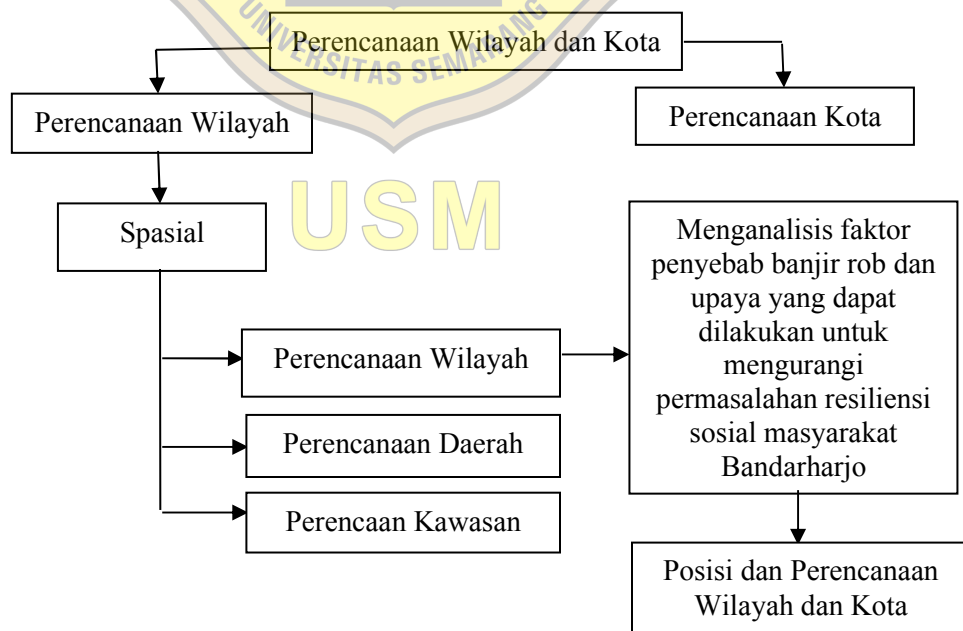 Perencanaan Wilayah dan Kota
UNIVERSITAS SEMARANG
Perencanaan Wilayah
Perencanaan Kota
USM
Spasial
Menganalisis faktor
penyebab banjir rob dan
upaya yang dapat
dilakukan untuk
mengurangi
permasalahan resiliensi
sosial masyarakat
Bandarharjo
Perencanaan Wilayah
Perencanaan Daerah
Perencaan Kawasan
Posisi dan Perencanaan
Wilayah dan Kota